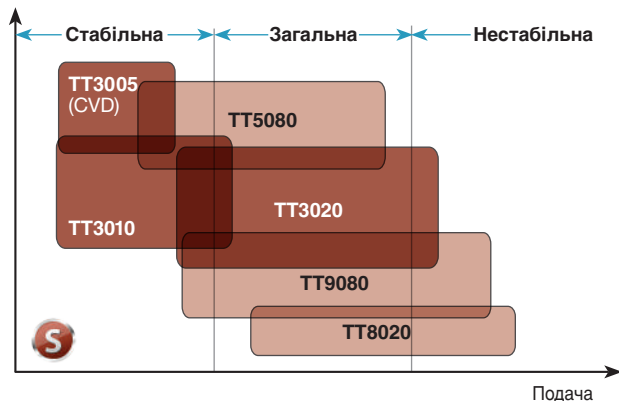 Стабільна Загальна Нестабільна
TT3005
(CVD)
TT5080
TT3010
TT3020
TT9080
TT8020
S
Подача